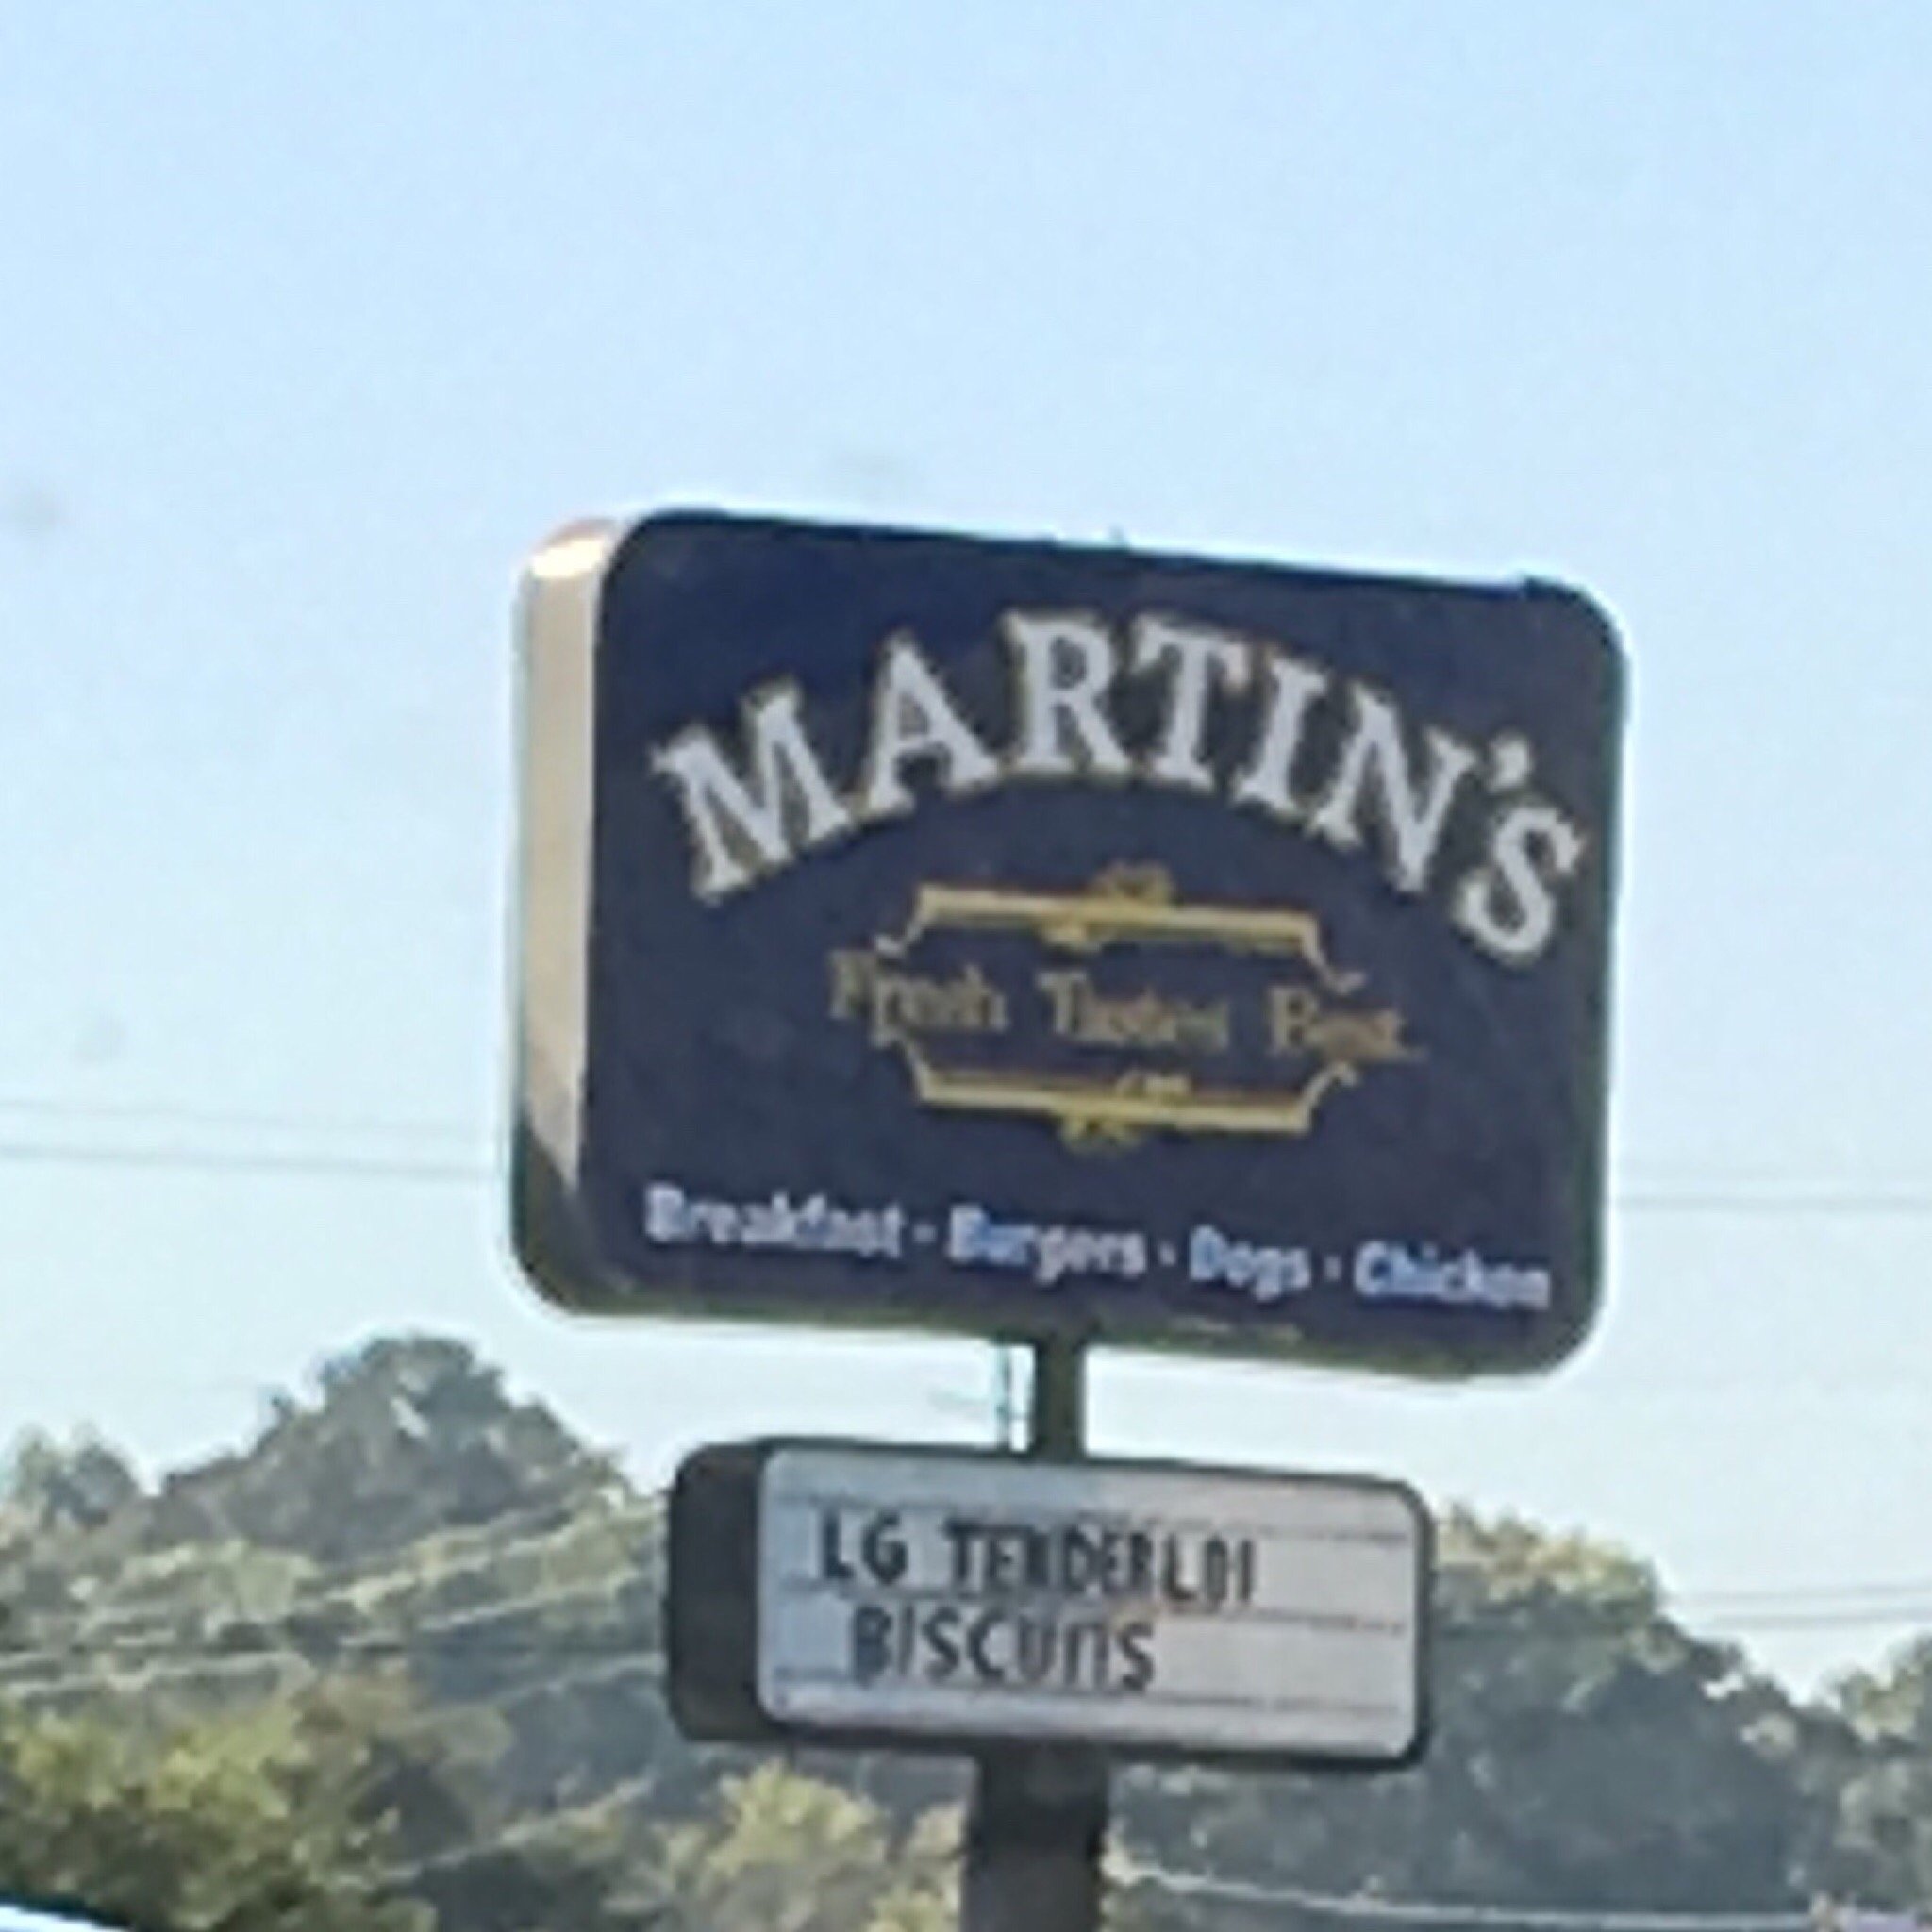 MARTIN'S
Fresh Tastes Best.
Breakfast · Burgers · Dogs · Chicken
LG TENDERLOI
BISCUITS